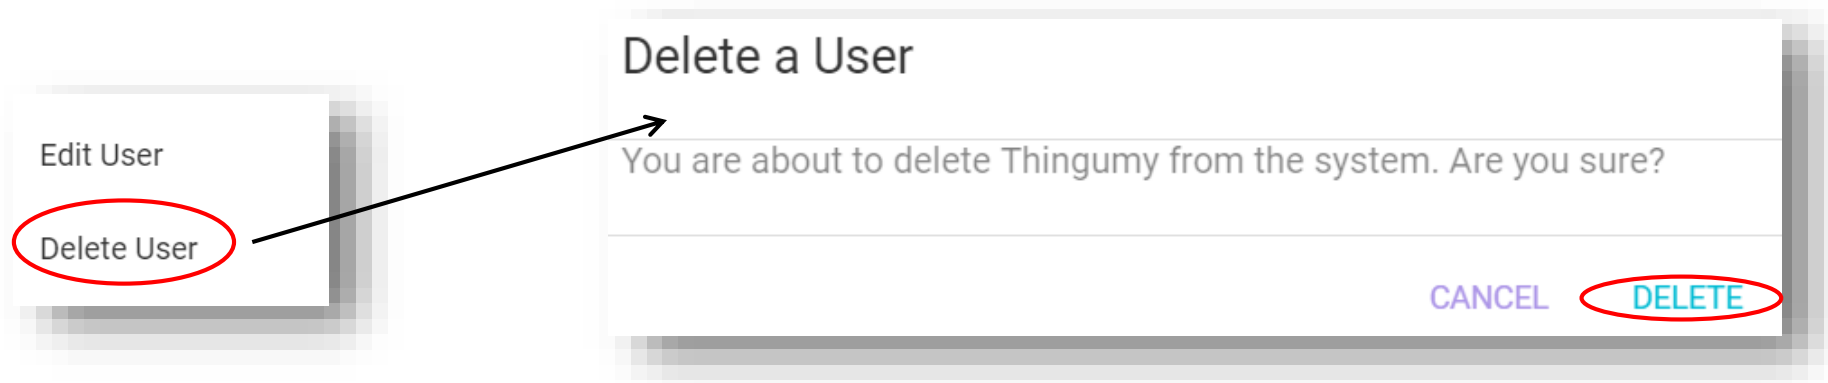 Edit User
Delete User
Delete a User
You are about to delete Thingumy from the system. Are you sure?
CANCEL DELETE